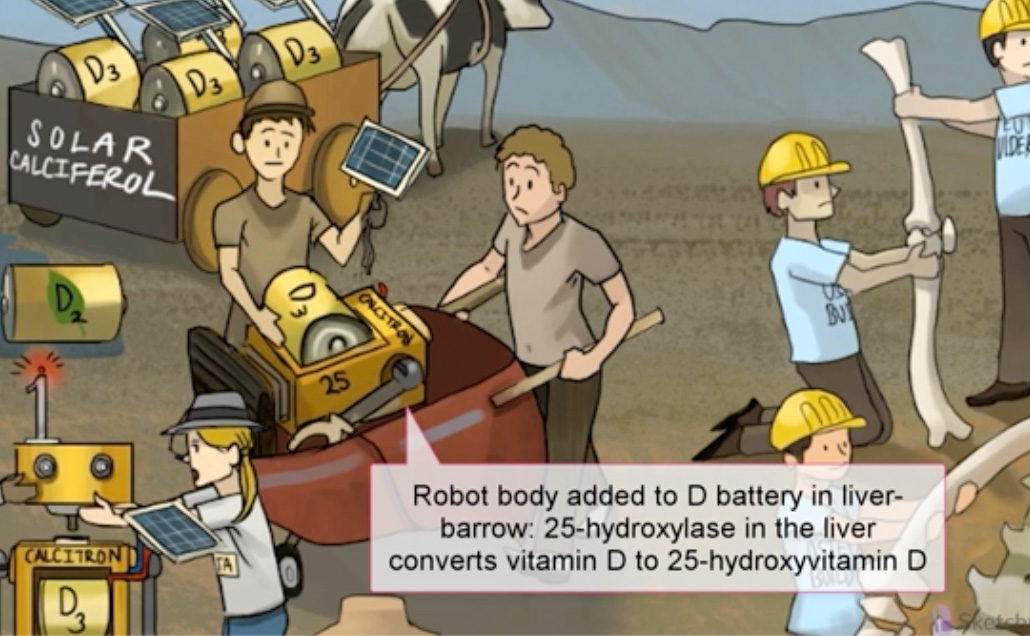 D3
D3
D3
SOLAR
CALCIFEROL
D2
D3
CALCITRON
25
1
CALCITRON
D3
Robot body added to D battery in liver-
barrow: 25-hydroxylase in the liver
converts vitamin D to 25-hydroxyvitamin D